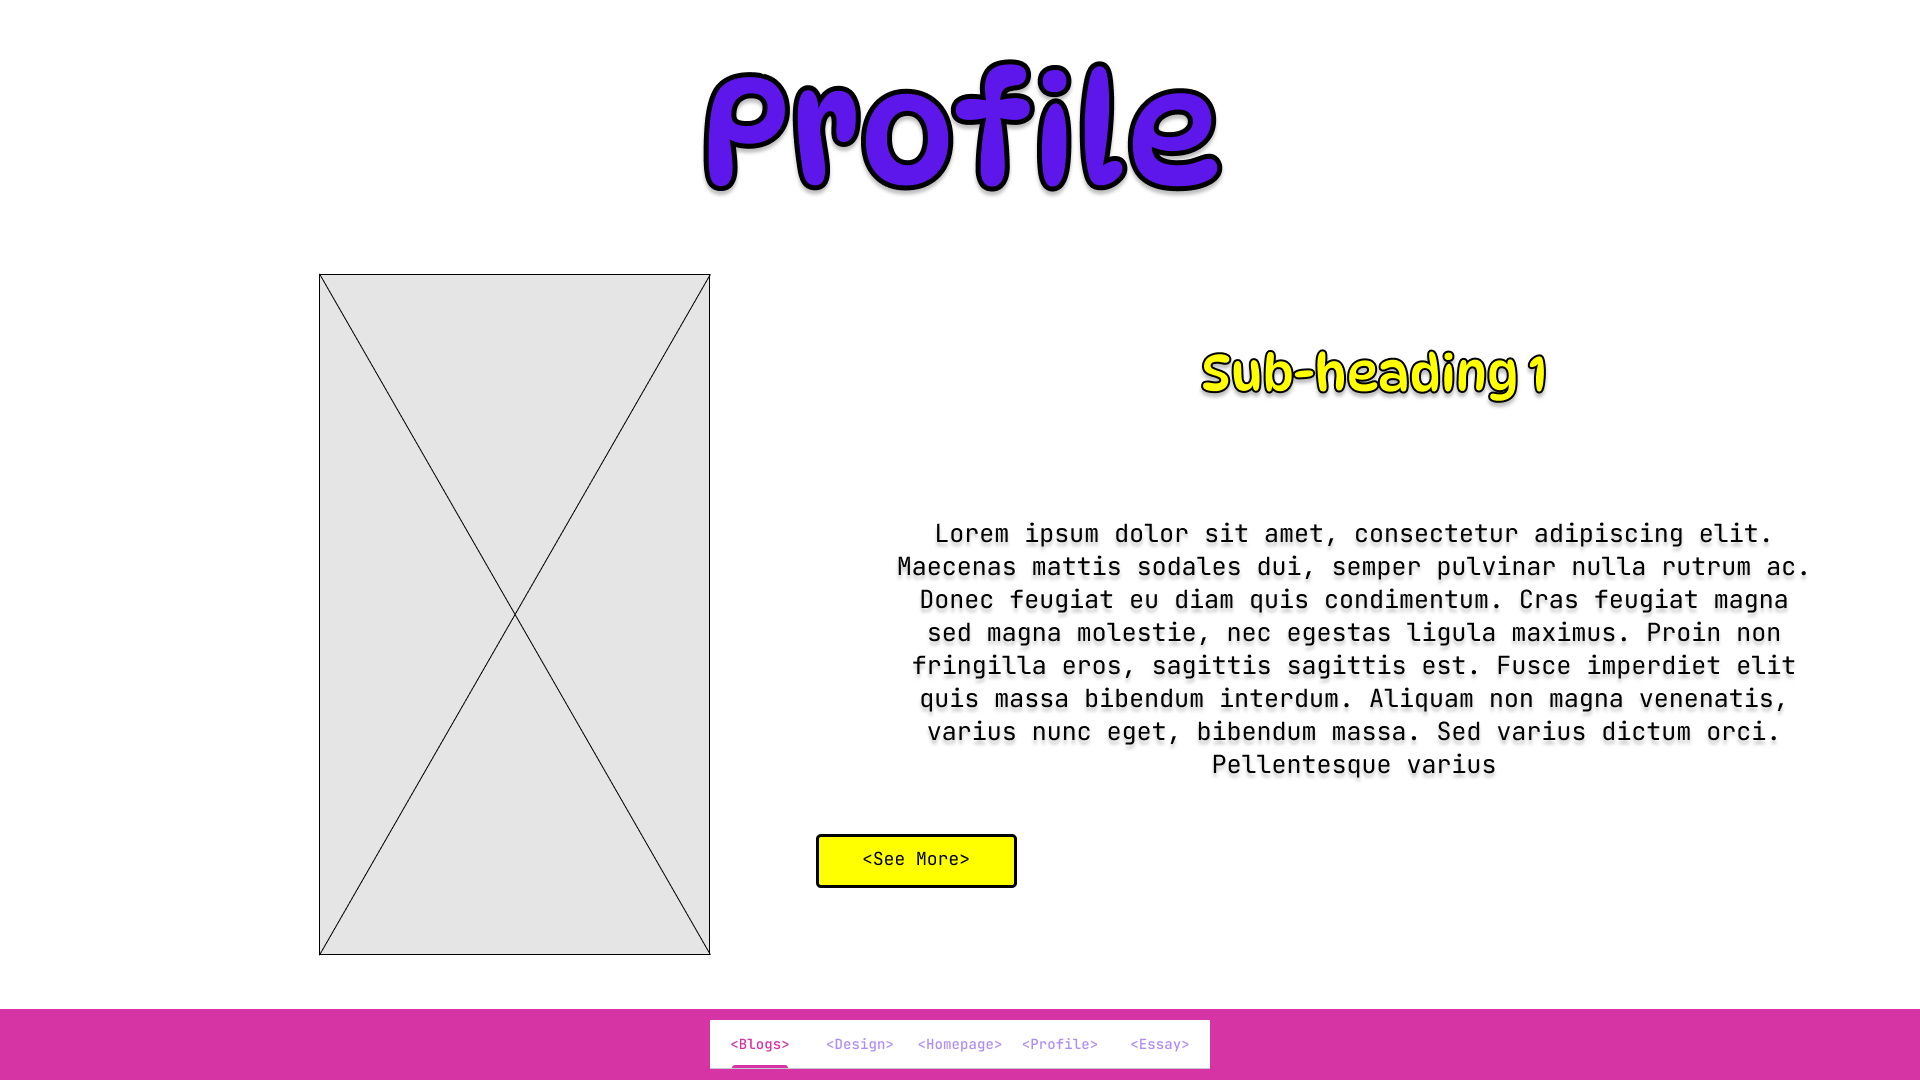 Profile
Sub-heading 1
Lorem ipsum dolor sit amet, consectetur adipiscing elit.
Maecenas mattis sodales dui, semper pulvinar nulla rutrum ac.
Donec feugiat eu diam quis condimentum. Cras feugiat magna
sed magna molestie, nec egestas ligula maximus. Proin non
fringilla eros, sagittis sagittis est. Fusce imperdiet elit
quis massa bibendum interdum. Aliquam non magna venenatis,
varius nunc eget, bibendum massa. Sed varius dictum orci.
Pellentesque varius
<See More>
<Blogs> <Design> <Homepage> <Profile> <Essay>